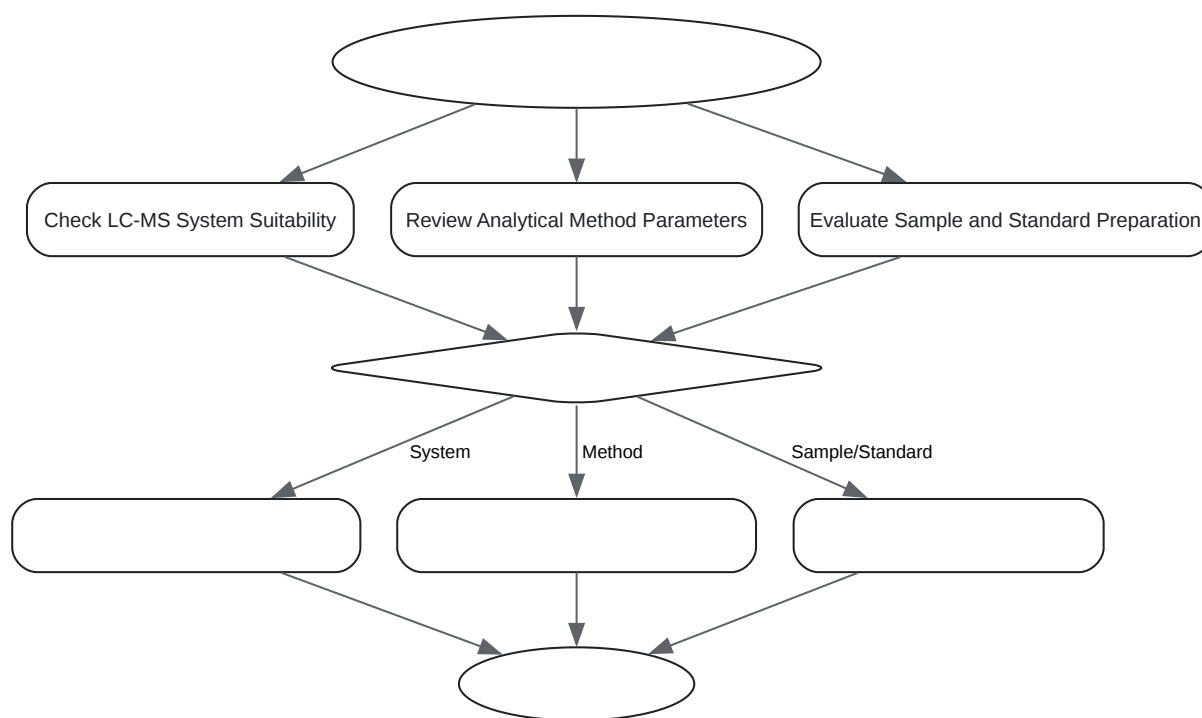 Check LC-MS System Suitability
Review Analytical Method Parameters
Evaluate Sample and Standard Preparation
System
Method
Sample/Standard